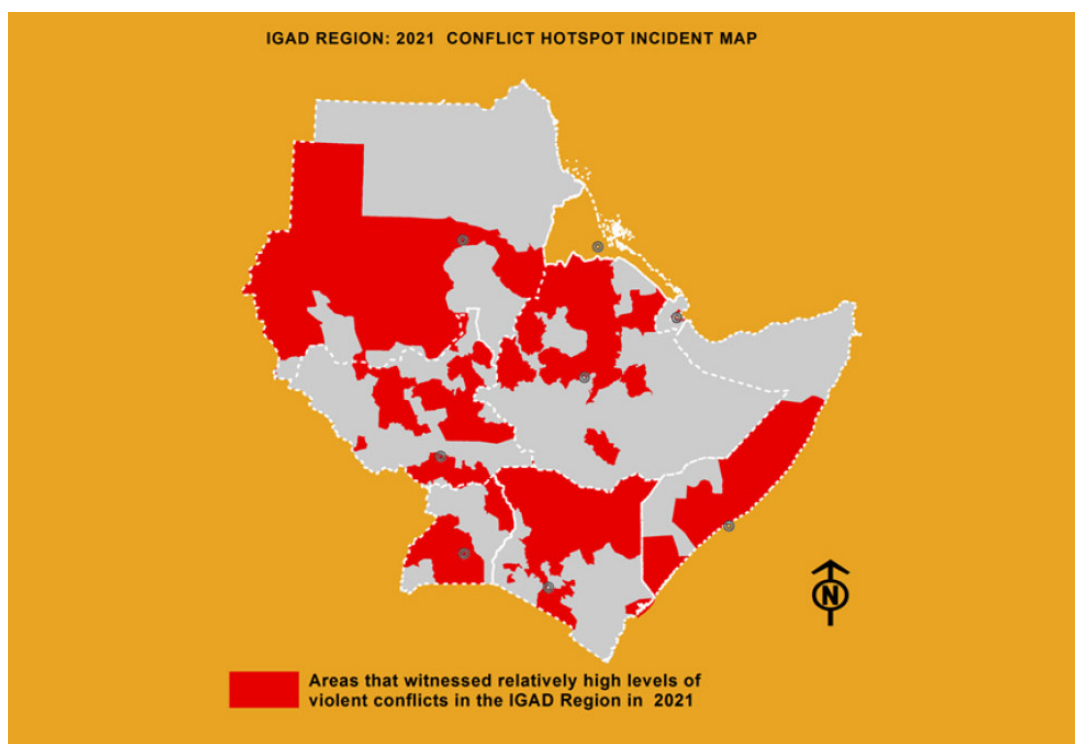 IGAD REGION: 2021 CONFLICT HOTSPOT INCIDENT MAP
N
Areas that witnessed relatively high levels of
violent conflicts in the IGAD Region in 2021